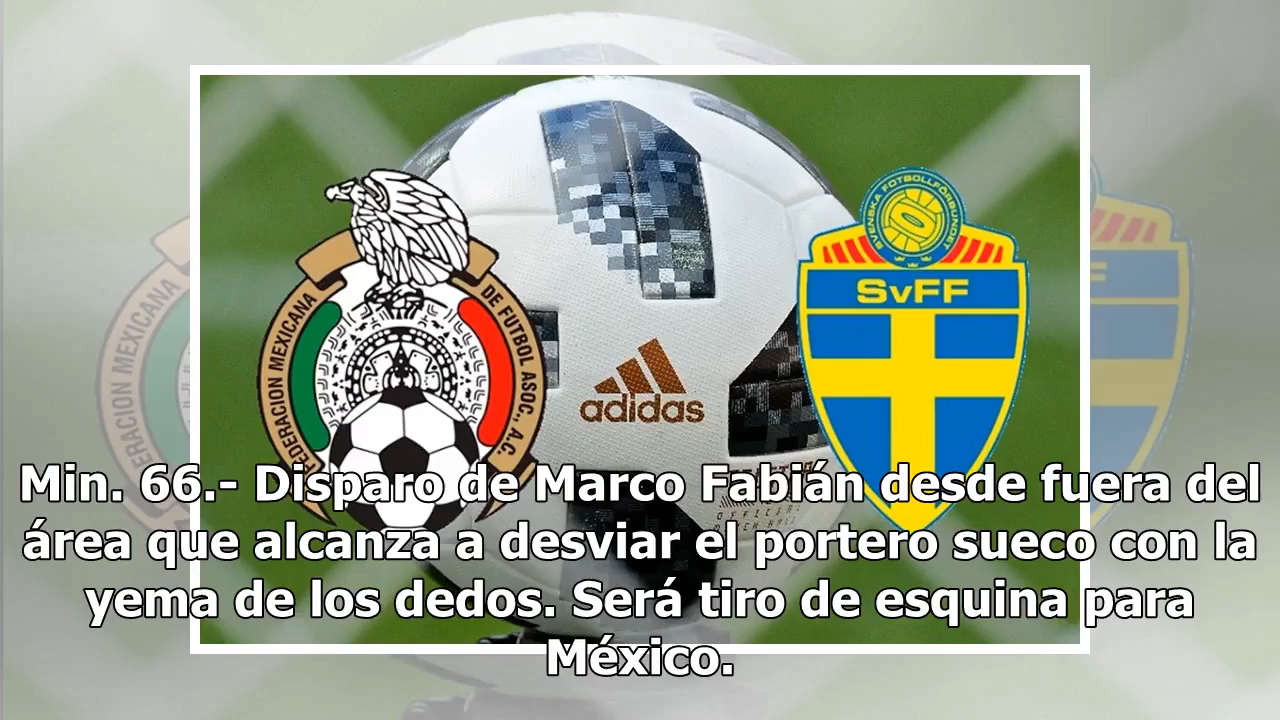 SVENSKA FOTBOLLFÖRBUNDET
SvFF
FEDERACION MEXICANA
DE FUTBOL ASOC., A.C.
adidas
Min. 66.- Disparo de Marco Fabián desde fuera del
área que alcanza a desviar el portero sueco con la
yema de los dedos. Será tiro de esquina para
México.